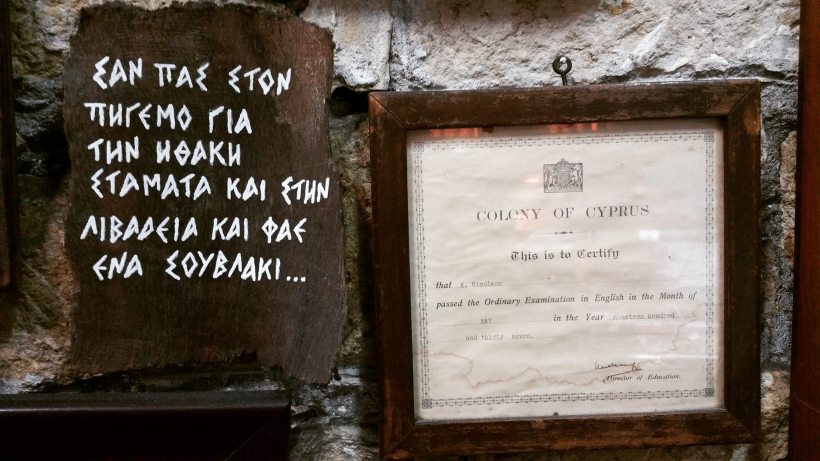 ΣΑΝ ΠΑΣ ΣΤΟΝ
ΠΗΓΕΜΟ ΓΙΑ
ΤΗΝ ΙΘΑΚΗ
ΣΤΑΜΑΤΑ ΚΑΙ ΣΤΗΝ
ΛΙΒΑΔΕΙΑ ΚΑΙ ΦΑΕ
ΕΝΑ ΣΟΥΒΛΑΚΙ...
COLONY OF CYPRUS
This is to Certify
that K. Nicolaou
passed the Ordinary Examination in English in the Month of
MAY in the Year nineteen hundred
and thirty seven.
Director of Education.